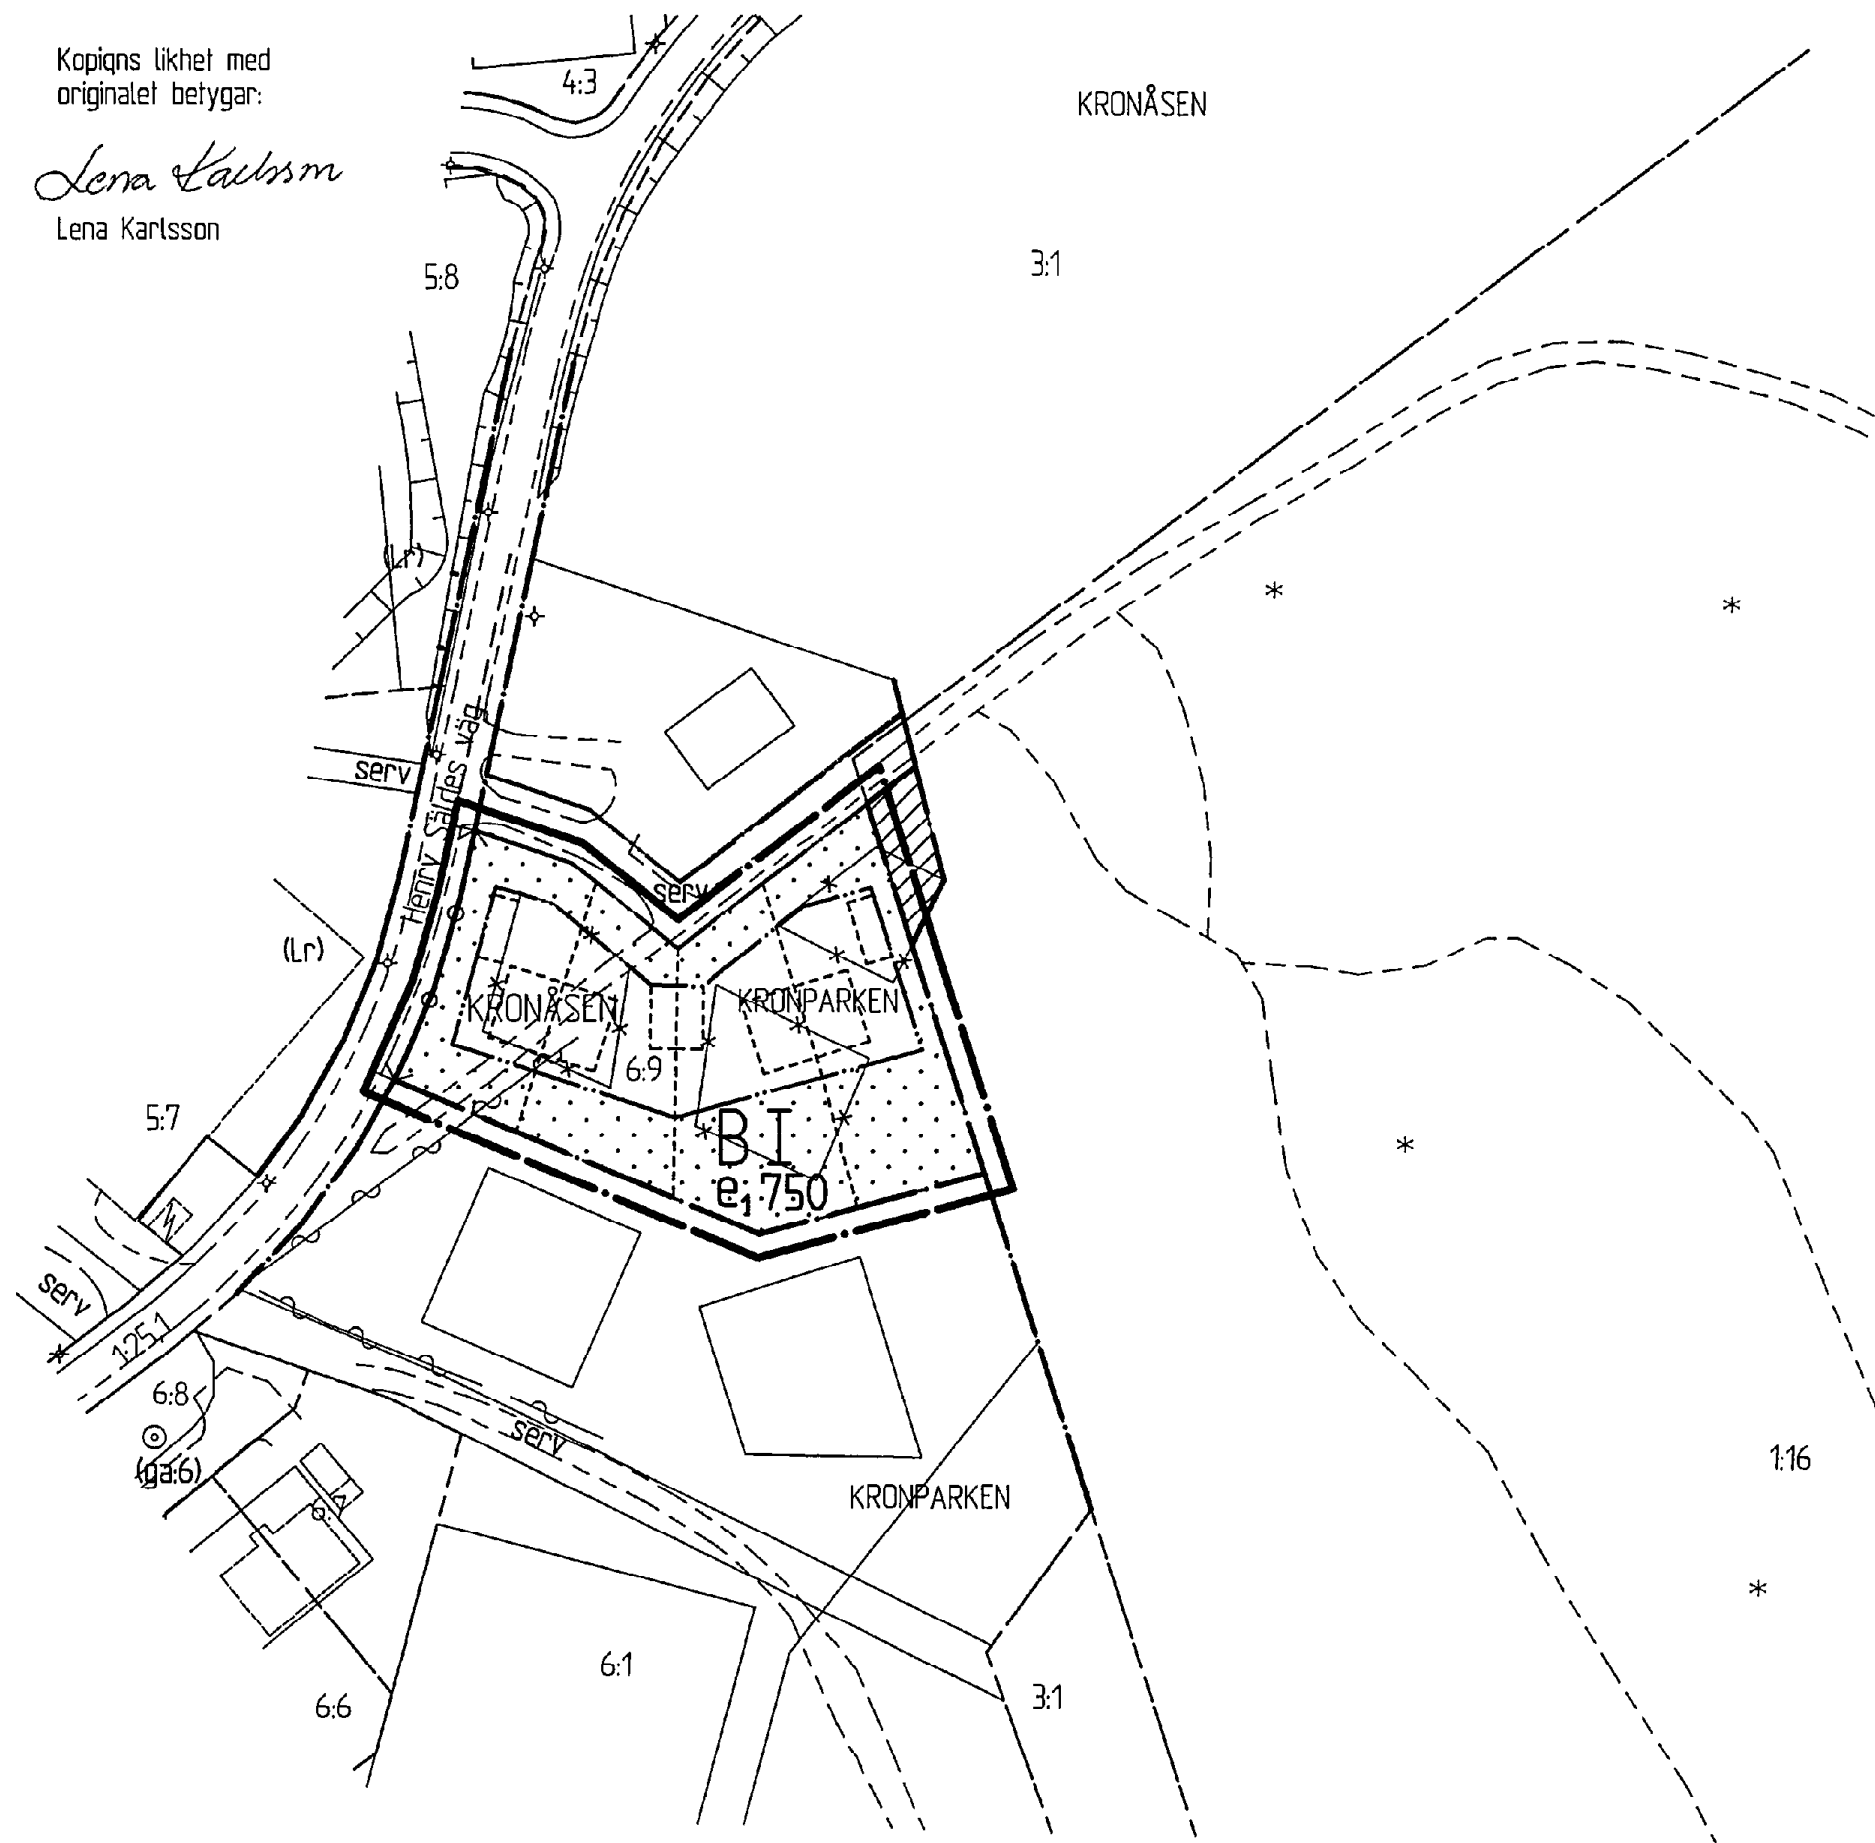 Kopiqns likhet med
originalet betygar:
Lena Karlsson
Lena Karlsson
4:3
KRONÅSEN
5:8
3:1
(Lr)
serv
Henry Säldes väg
serv
(Lr)
KRONÅSEN
KRONPARKEN
6:9
5:7
B I
e₁ 750
serv
1:25,1
6:8
(ga:6)
serv
6:7
KRONPARKEN
1:16
6:1
6:6
3:1